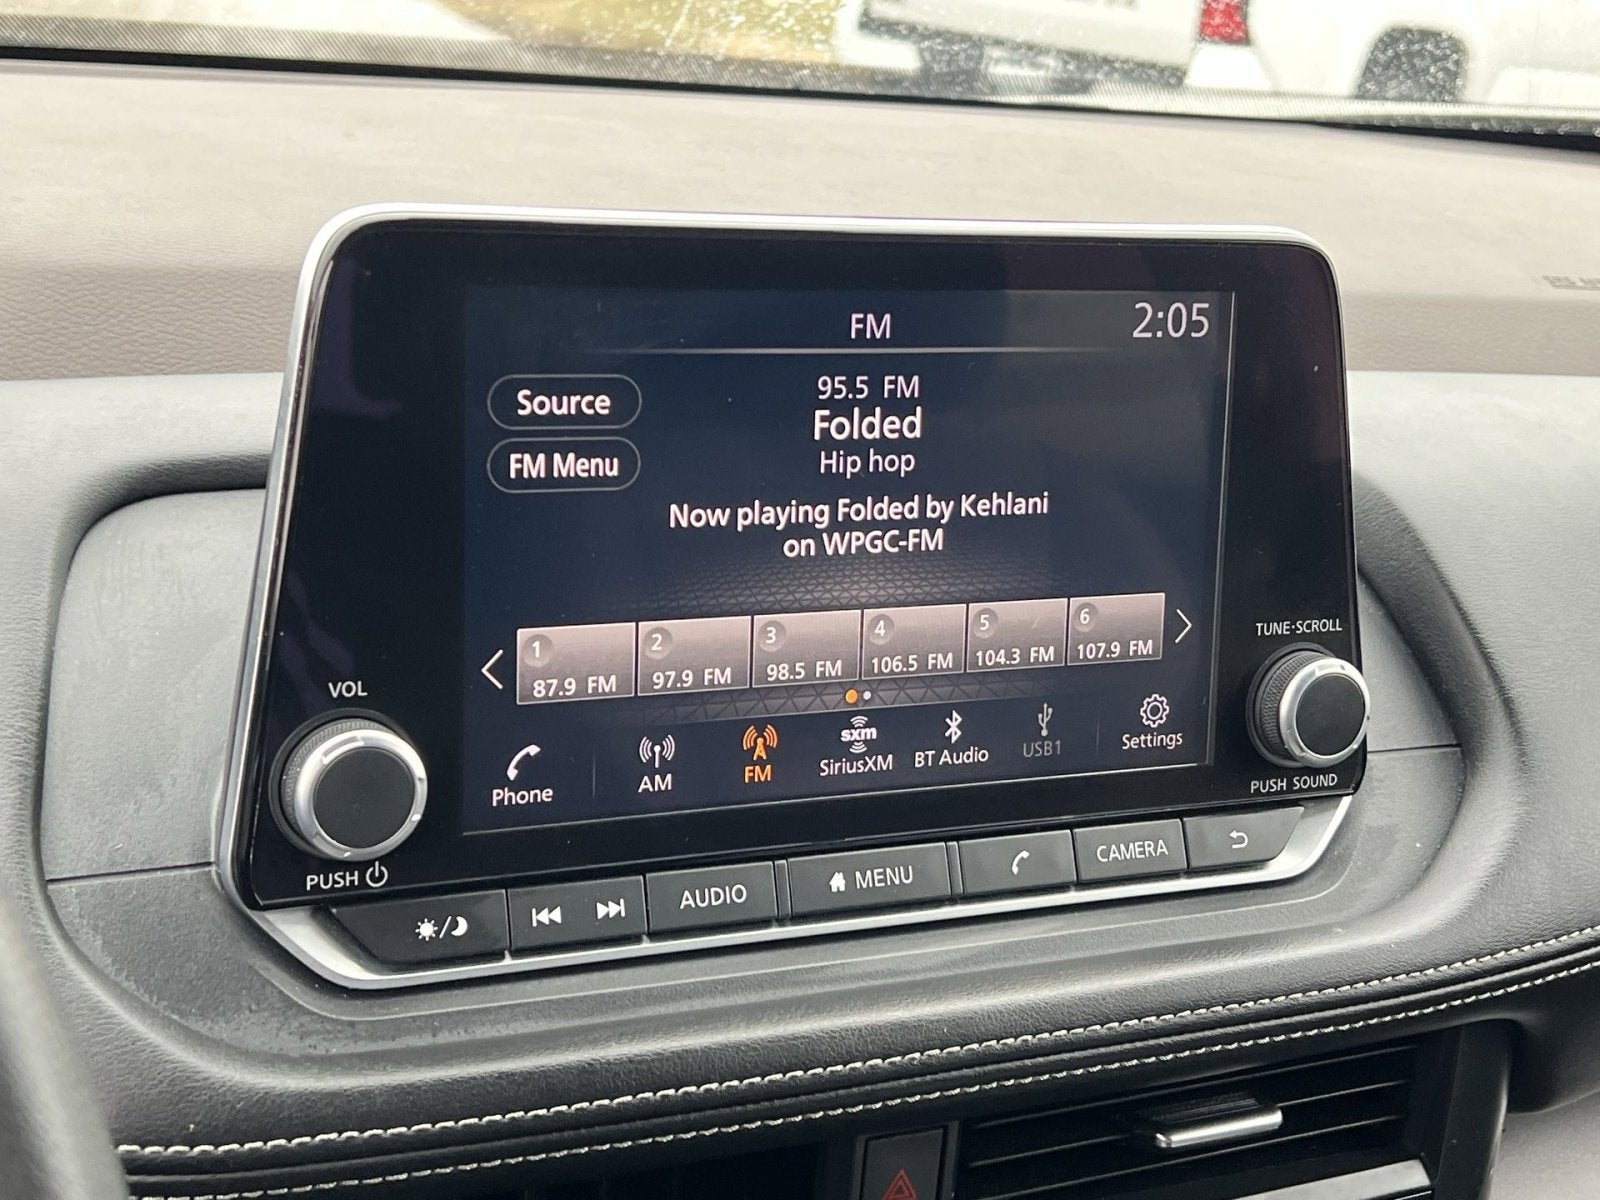 FM
2:05
Source
FM Menu
95.5 FM
Folded
Hip hop
Now playing Folded by Kehlani
on WPGC-FM
1
87.9 FM
2
97.9 FM
3
98.5 FM
4
106.5 FM
5
104.3 FM
6
107.9 FM
Phone
AM
FM
sxm
SiriusXM
BT Audio
USB1
Settings
VOL
PUSH
TUNE·SCROLL
PUSH SOUND
AUDIO
MENU
CAMERA